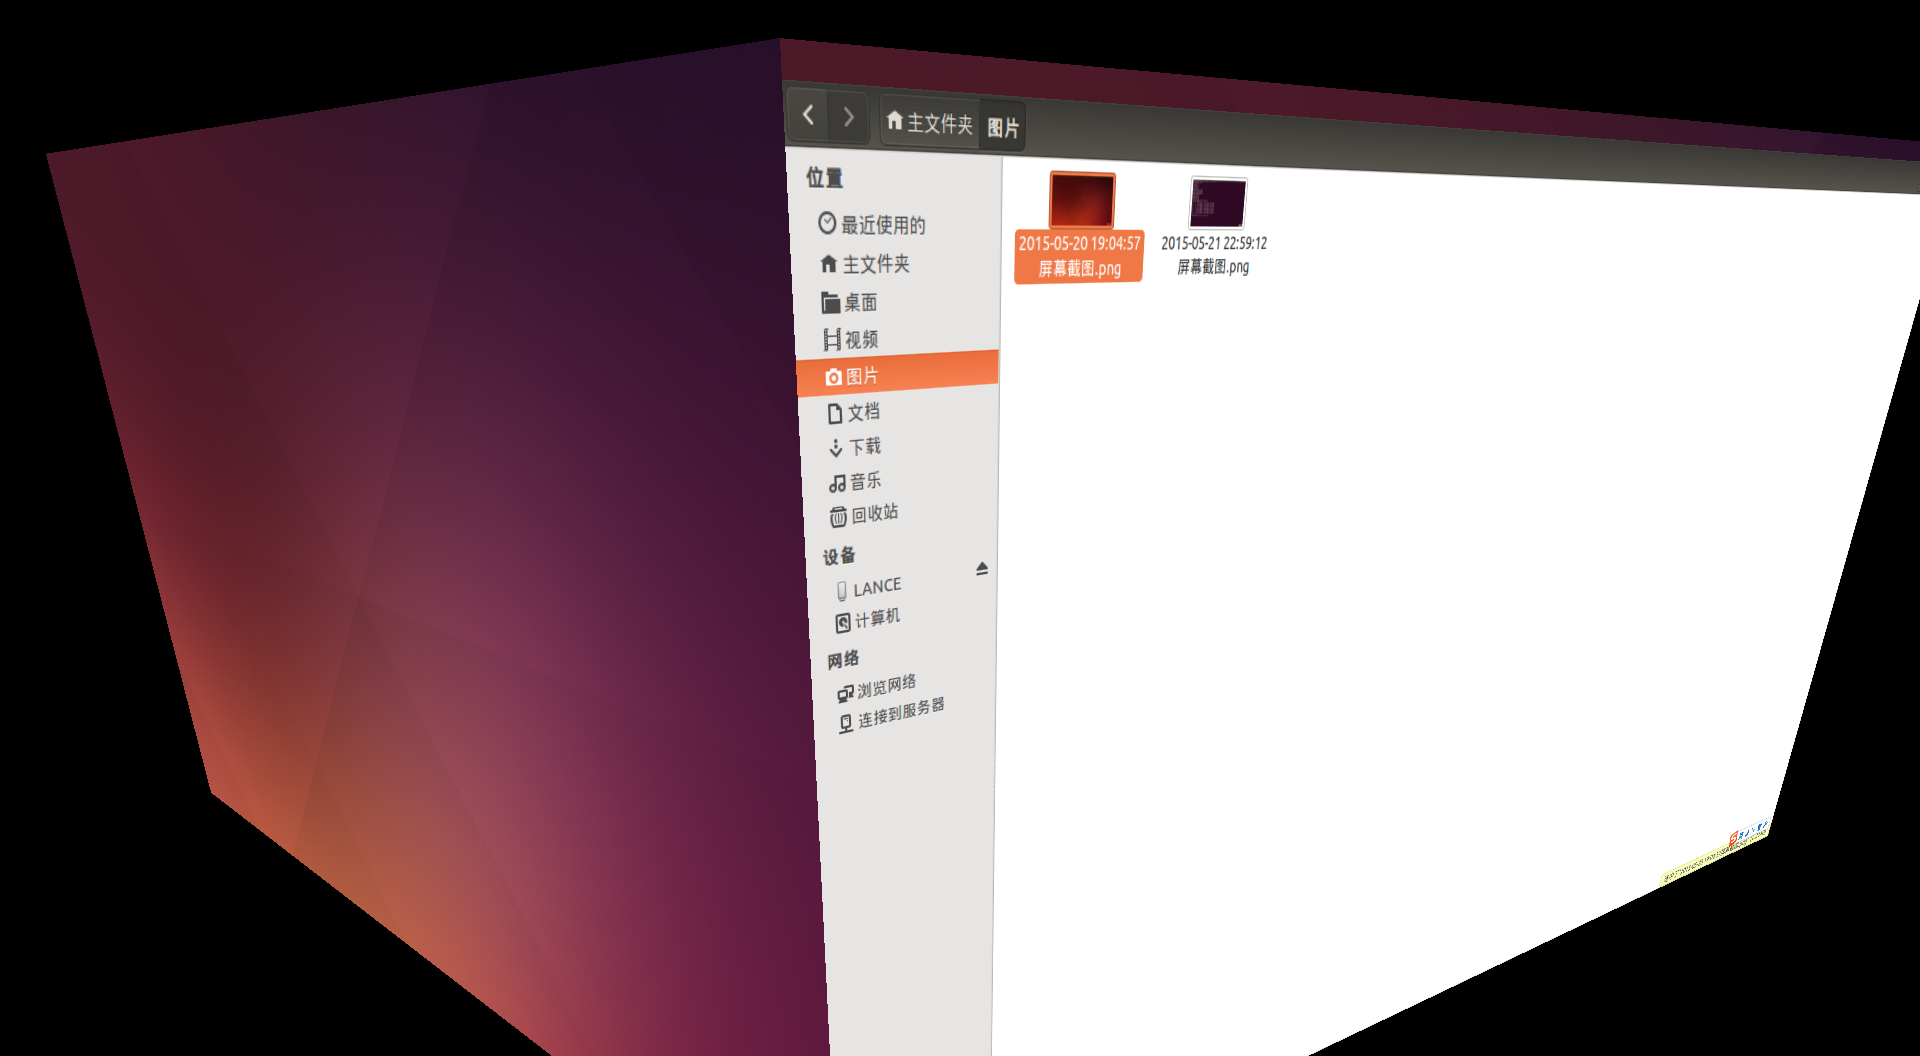 主文件夹 图片
位置
最近使用的
主文件夹
桌面
视频
图片
文档
下载
音乐
回收站
设备
LANCE
计算机
网络
浏览网络
连接到服务器
2015-05-20 19:04:57
屏幕截图.png
2015-05-21 22:59:12
屏幕截图.png